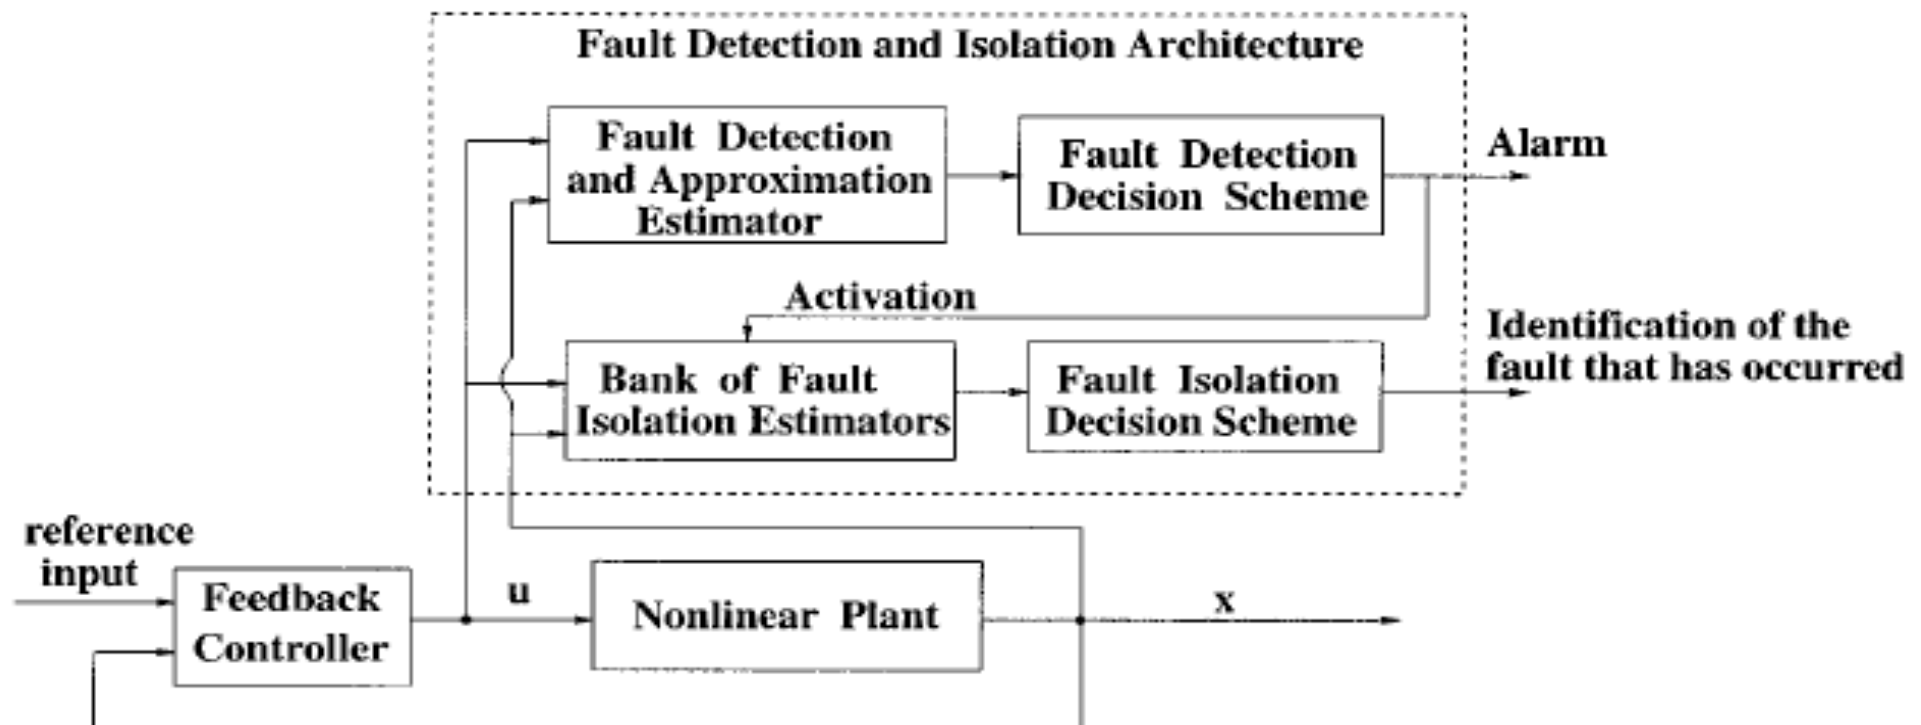 Fault Detection and Isolation Architecture
Fault Detection
and Approximation
Estimator
Fault Detection
Decision Scheme
Alarm
Activation
Bank of Fault
Isolation Estimators
Fault Isolation
Decision Scheme
Identification of the
fault that has occurred
reference
input
Feedback
Controller
u
Nonlinear Plant
x